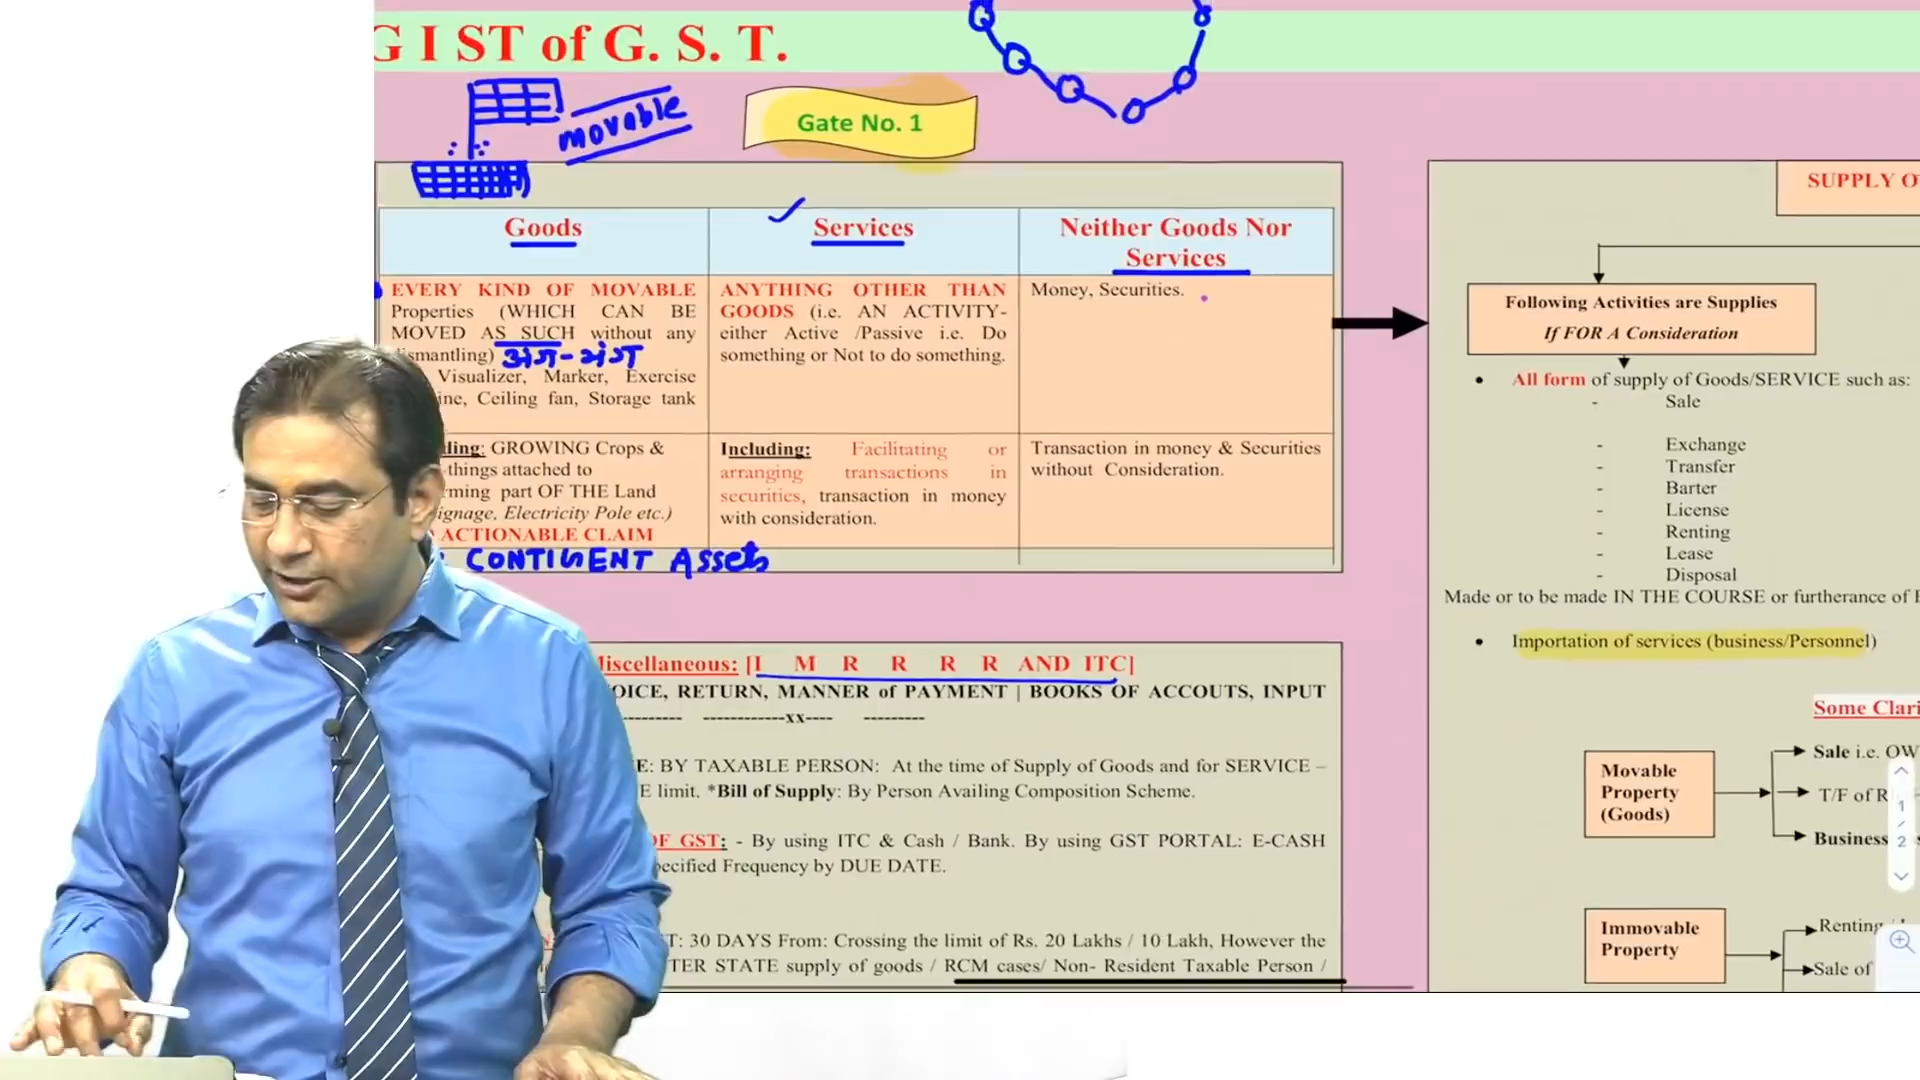 G I ST of G. S. T.
movable
Gate No. 1
Goods
Services
Neither Goods Nor
Services
EVERY KIND OF MOVABLE
Properties (WHICH CAN BE
MOVED AS SUCH without any
ismantling) अंग-भंग
Visualizer, Marker, Exercise
ine, Ceiling fan, Storage tank
ANYTHING OTHER THAN
GOODS (i.e. AN ACTIVITY-
either Active /Passive i.e. Do
something or Not to do something.
Money, Securities.
ling: GROWING Crops &
things attached to
rming part OF THE Land
ignage, Electricity Pole etc.)
ACTIONABLE CLAIM
CONTIGENT Assets
Including: Facilitating or
arranging transactions in
securities, transaction in money
with consideration.
Transaction in money & Securities
without Consideration.
iscellaneous: [I M R R R R AND ITC]
OICE, RETURN, MANNER of PAYMENT | BOOKS OF ACCOUTS, INPUT
--------- ------------xx---- ---------
E: BY TAXABLE PERSON: At the time of Supply of Goods and for SERVICE –
E limit. *Bill of Supply: By Person Availing Composition Scheme.
OF GST: - By using ITC & Cash / Bank. By using GST PORTAL: E-CASH
pecified Frequency by DUE DATE.
T: 30 DAYS From: Crossing the limit of Rs. 20 Lakhs / 10 Lakh, However the
TER STATE supply of goods / RCM cases/ Non- Resident Taxable Person /
SUPPLY O
Following Activities are Supplies
If FOR A Consideration
• All form of supply of Goods/SERVICE such as:
- Sale
- Exchange
- Transfer
- Barter
- License
- Renting
- Lease
- Disposal
Made or to be made IN THE COURSE or furtherance of
• Importation of services (business/Personnel)
Some Clari
Movable
Property
(Goods)
Sale i.e. OW
T/F of R
Business
1
/
2
Immovable
Property
Renting /
Sale of